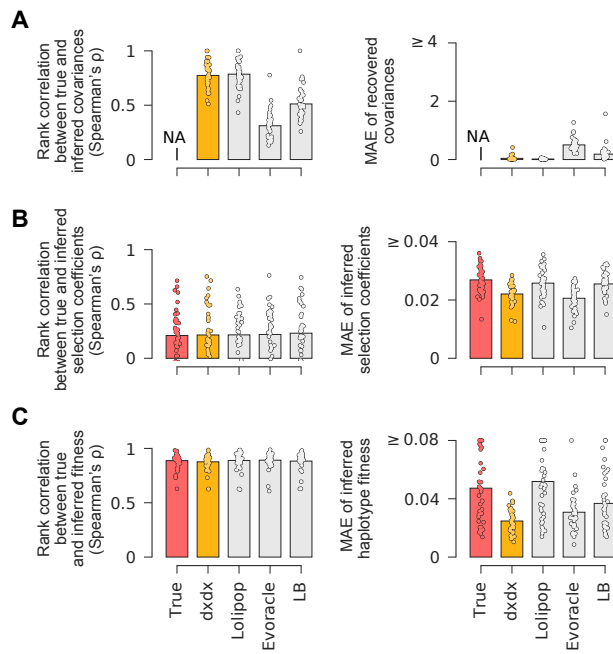 A
Rank correlation
between true and
inferred covariances
(Spearman's ρ)
1
0.5
0
NA
MAE of recovered
covariances
≥ 4
2
0
NA
B
Rank correlation
between true and inferred
selection coefficients
(Spearman's ρ)
1
0.5
0
MAE of inferred
selection coefficients
≥ 0.04
0.02
0
C
Rank correlation
between true
and inferred fitness
(Spearman's ρ)
1
0.5
0
True
dxdx
Lolipop
Evoracle
LB
MAE of inferred
haplotype fitness
≥ 0.08
0.04
0
True
dxdx
Lolipop
Evoracle
LB